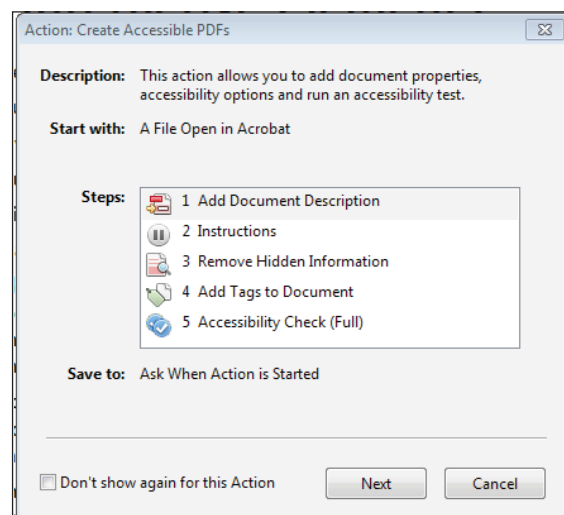 Action: Create Accessible PDFs
Description: This action allows you to add document properties,
accessibility options and run an accessibility test.
Start with: A File Open in Acrobat
Steps:
1 Add Document Description
2 Instructions
3 Remove Hidden Information
4 Add Tags to Document
5 Accessibility Check (Full)
Save to: Ask When Action is Started
Don't show again for this Action
Next
Cancel